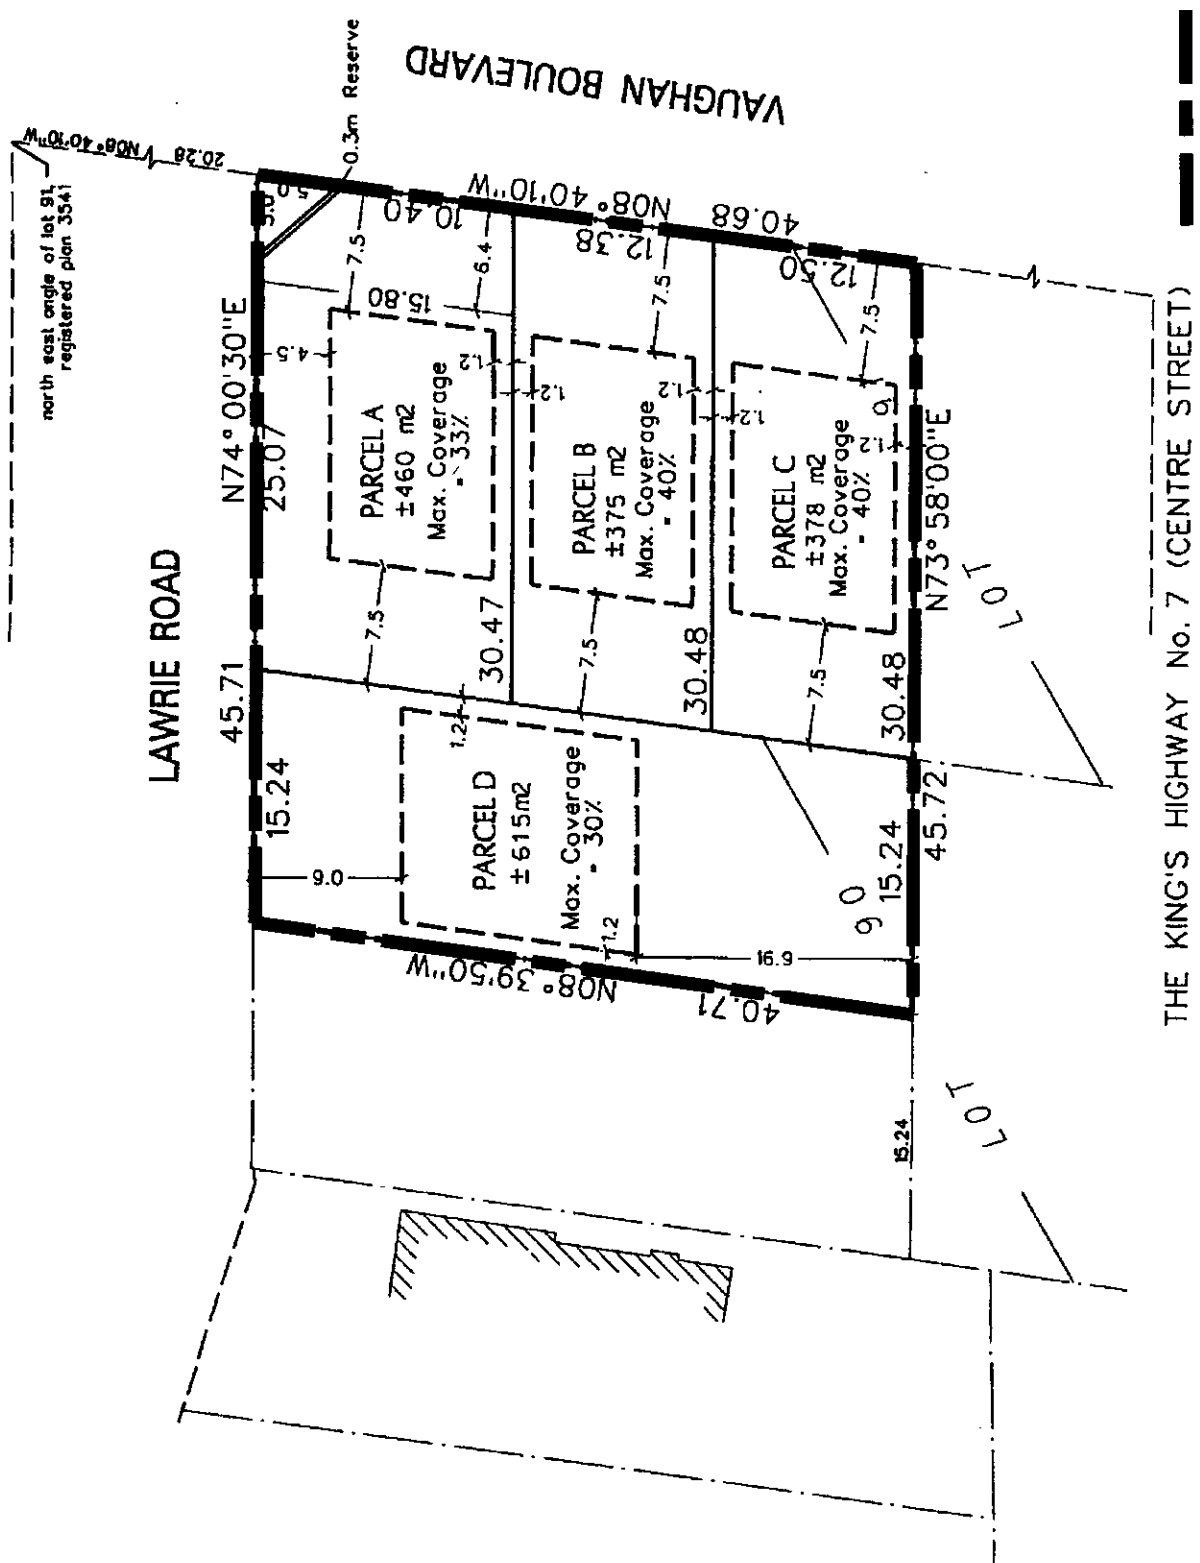 north east angle of lot 91,
registered plan 3541
N08°40'10"W
20.28
0.3m Reserve
VAUGHAN BOULEVARD
LAWRIE ROAD
45.71
N74°00'30"E
25.07
15.24
5.0
5.0
10.40
N08°40'10"W
12.38
40.68
12.50
7.5
15.80
6.4
4.5
PARCEL A
±460 m2
Max. Coverage
- 33%
1.2
1.2
7.5
30.47
7.5
PARCEL B
±375 m2
Max. Coverage
- 40%
1.2
1.2
7.5
30.48
7.5
PARCEL C
±378 m2
Max. Coverage
- 40%
1.2
7.5
30.48
9
N73°58'00"E
PARCEL D
±615m2
Max. Coverage
- 30%
1.2
1.2
9.0
6.91
N08°39'50"W
40.71
9 0
15.24
45.72
LOT
LOT
15.24
THE KING'S HIGHWAY No. 7 (CENTRE STREET)